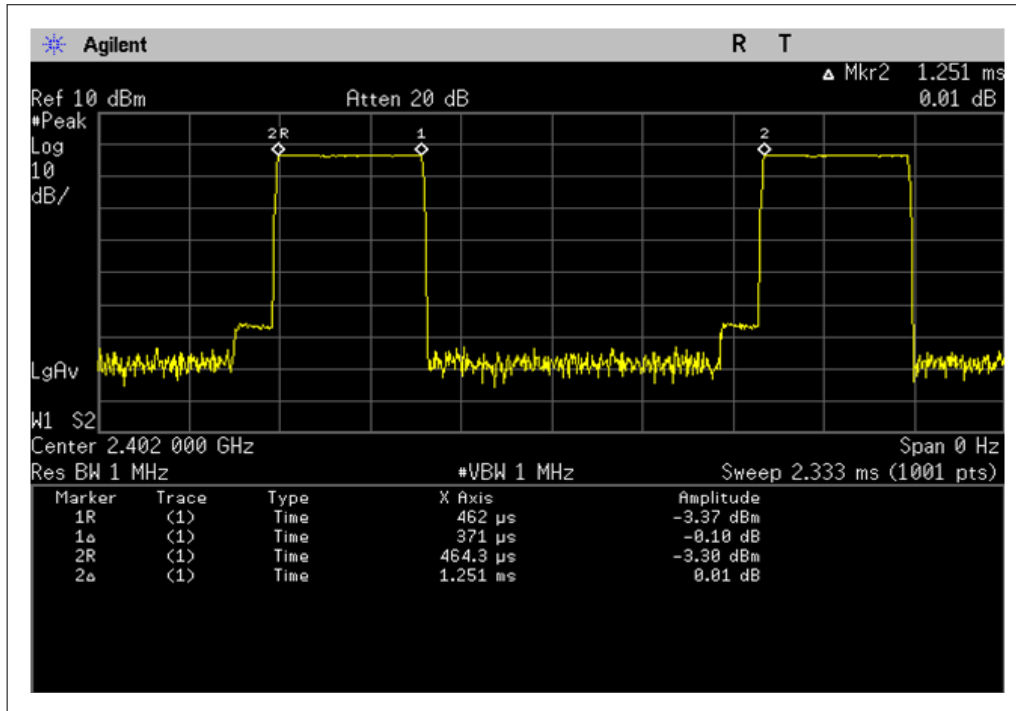 Agilent R T
Δ Mkr2 1.251 ms
Ref 10 dBm Atten 20 dB 0.01 dB
#Peak
Log
10
dB/
2R 1 2
LgAv
W1 S2
Center 2.402 000 GHz Span 0 Hz
Res BW 1 MHz #VBW 1 MHz Sweep 2.333 ms (1001 pts)
Marker Trace Type X Axis Amplitude
1R (1) Time 462 µs -3.37 dBm
1Δ (1) Time 371 µs -0.10 dB
2R (1) Time 464.3 µs -3.30 dBm
2Δ (1) Time 1.251 ms 0.01 dB